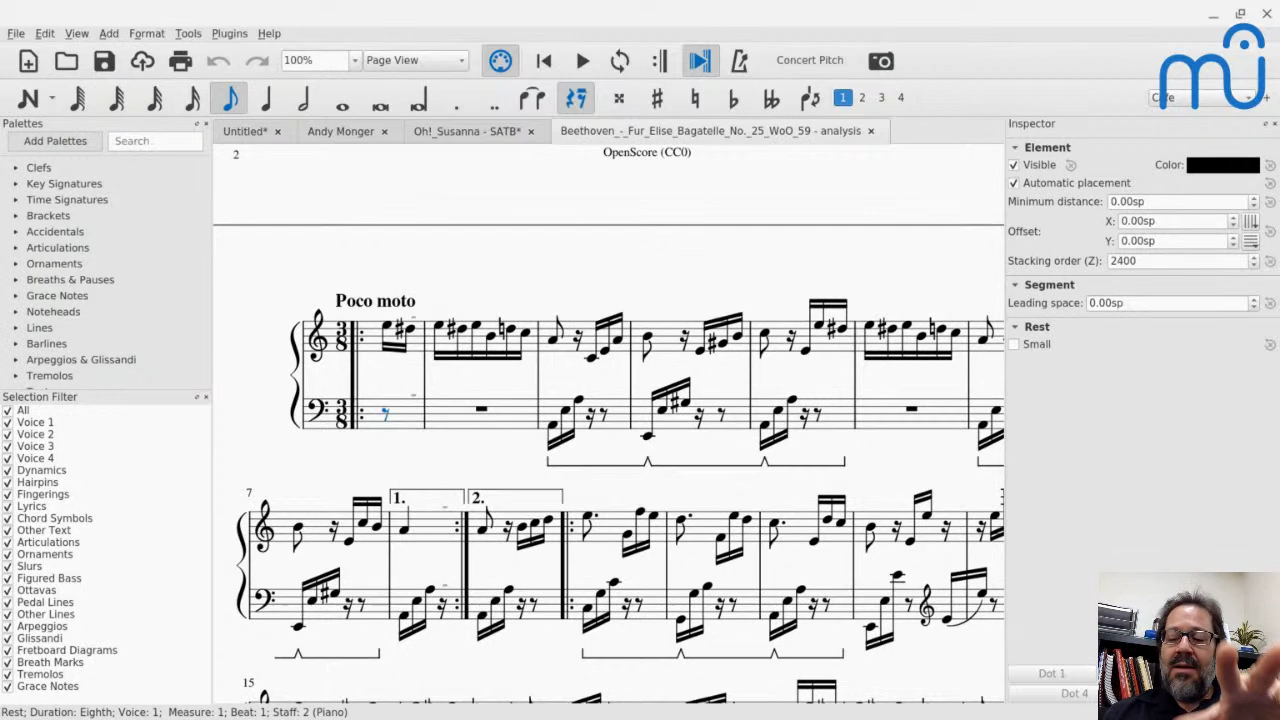 File Edit View Add Format Tools Plugins Help
100% Page View Concert Pitch
1 2 3 4
Palettes
Add Palettes Search..
Clefs
Key Signatures
Time Signatures
Brackets
Accidentals
Articulations
Ornaments
Breaths & Pauses
Grace Notes
Noteheads
Lines
Barlines
Arpeggios & Glissandi
Tremolos
Selection Filter
All
Voice 1
Voice 2
Voice 3
Voice 4
Dynamics
Hairpins
Fingerings
Lyrics
Chord Symbols
Other Text
Articulations
Ornaments
Slurs
Figured Bass
Ottavas
Pedal Lines
Other Lines
Arpeggios
Glissandi
Fretboard Diagrams
Breath Marks
Tremolos
Grace Notes
Untitled* Andy Monger Oh!_Susanna - SATB* Beethoven_-_Fur_Elise_Bagatelle_No._25_WoO_59 - analysis
2
OpenScore (CC0)
Poco moto
3 8
3 8
7
1. 2.
15
Inspector
Element
Visible Color:
Automatic placement
Minimum distance: 0.00sp
Offset: X: 0.00sp
Y: 0.00sp
Stacking order (Z): 2400
Segment
Leading space: 0.00sp
Rest
Small
Dot 1
Dot 4
Rest; Duration: Eighth; Voice: 1; Measure: 1; Beat: 1; Staff: 2 (Piano)